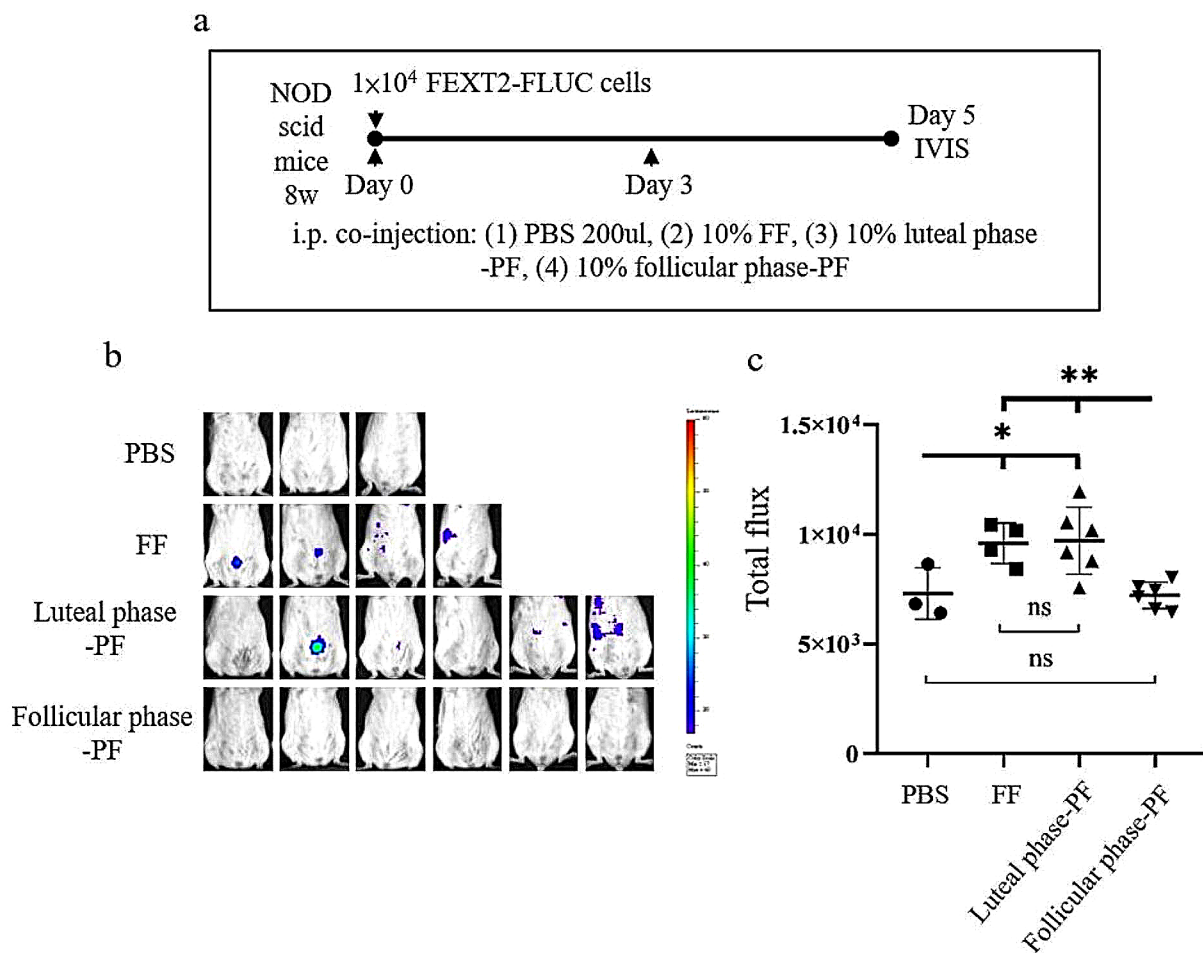 a
NOD
scid
mice
8w
1×10⁴ FEXT2-FLUC cells
Day 0
Day 3
Day 5
IVIS
i.p. co-injection: (1) PBS 200ul, (2) 10% FF, (3) 10% luteal phase
-PF, (4) 10% follicular phase-PF
b
PBS
FF
Luteal phase
-PF
Follicular phase
-PF
c
Total flux
1.5×10⁴
1×10⁴
5×10³
0
**
*
ns
ns
PBS
FF
Luteal phase-PF
Follicular phase-PF